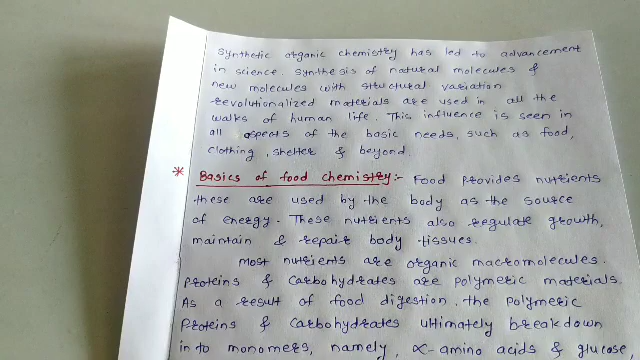 Synthetic organic chemistry has led to advancement
in science. Synthesis of natural molecules &
new molecules with structural variation
revolutionalized materials are used in all the
walks of human life. This influence is seen in
all aspects of the basic needs, such as food,
clothing, shelter & beyond.
* Basics of food chemistry:- Food provides nutrients
these are used by the body as the source
of energy. These nutrients also regulate growth,
maintain & repair body tissues.
Most nutrients are organic macromolecules.
Proteins & carbohydrates are polymeric materials.
As a result of food digestion, the polymeric
Proteins & carbohydrates ultimately breakdown
in to monomers, namely, α-amino acids & glucose